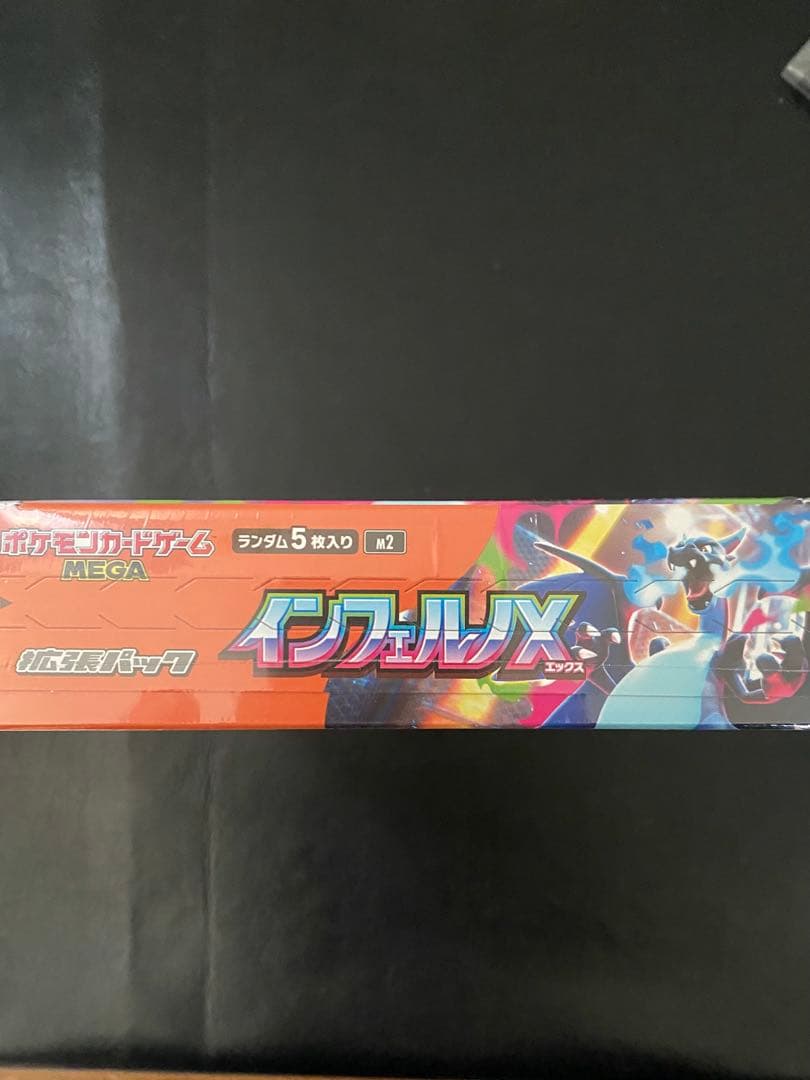 ポケモンカードゲーム
MEGA
ランダム5枚入り
M2
拡張パック
インフェルノX
エックス